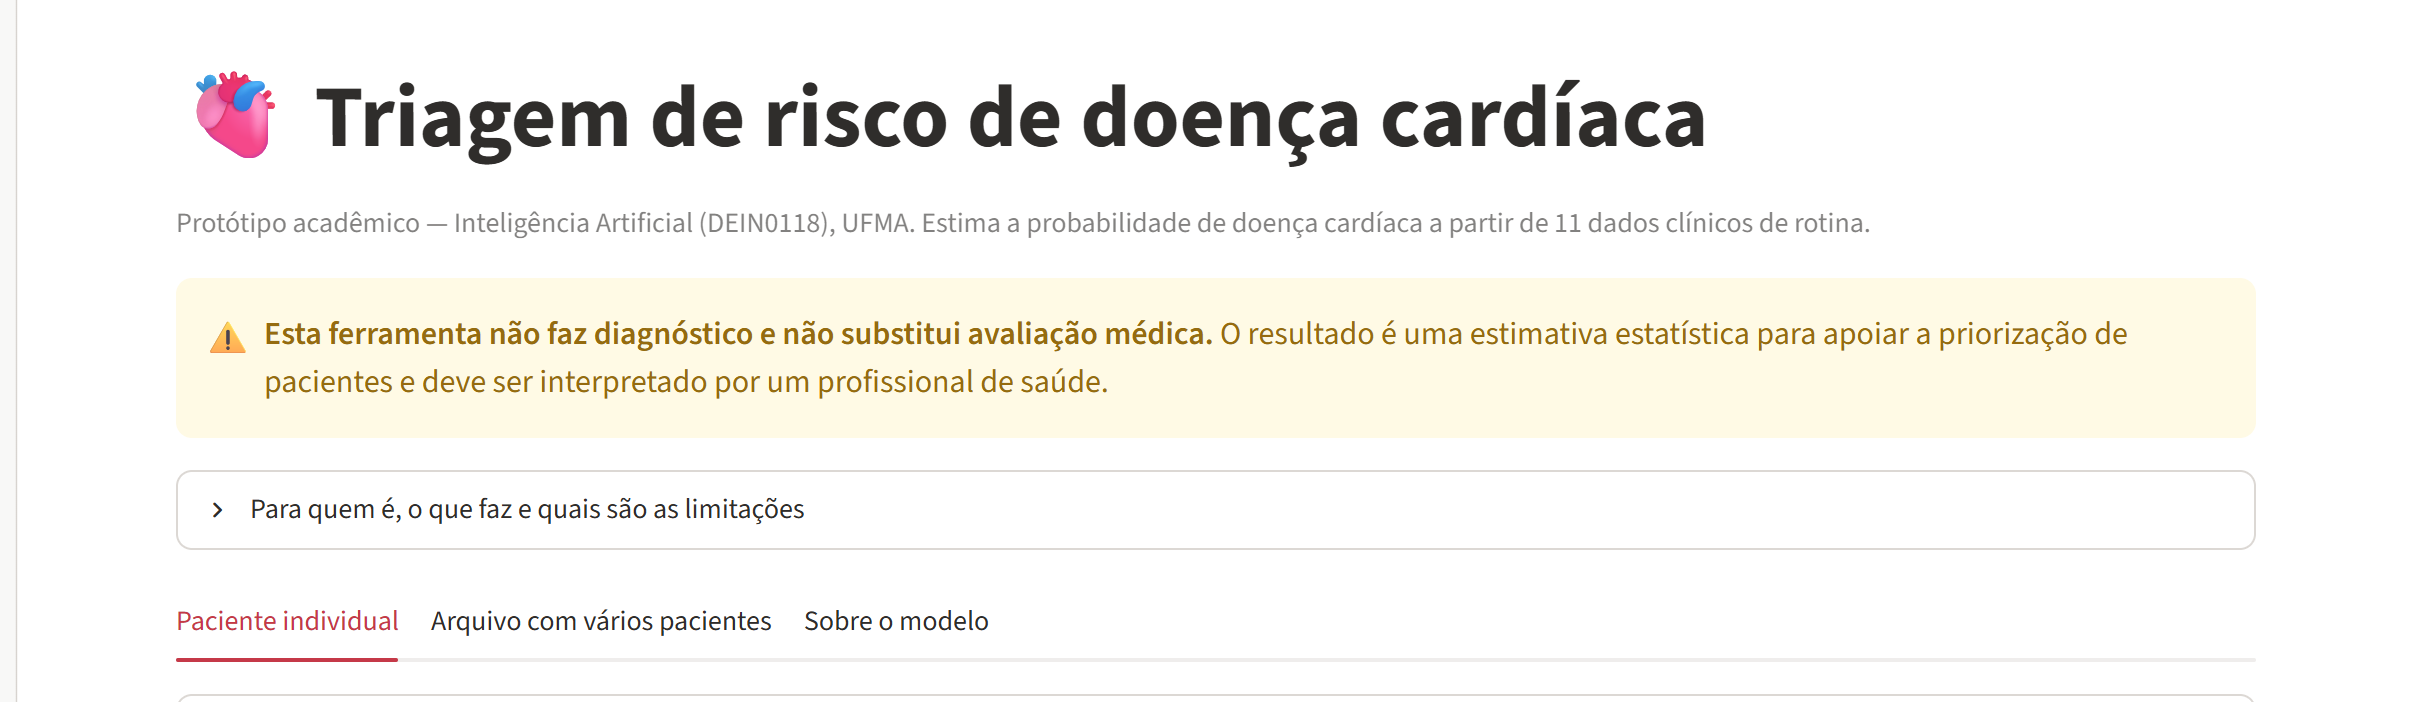 Triagem de risco de doença cardíaca
Protótipo acadêmico — Inteligência Artificial (DEIN0118), UFMA. Estima a probabilidade de doença cardíaca a partir de 11 dados clínicos de rotina.
Esta ferramenta não faz diagnóstico e não substitui avaliação médica. O resultado é uma estimativa estatística para apoiar a priorização de
pacientes e deve ser interpretado por um profissional de saúde.
Para quem é, o que faz e quais são as limitações
Paciente individual Arquivo com vários pacientes Sobre o modelo